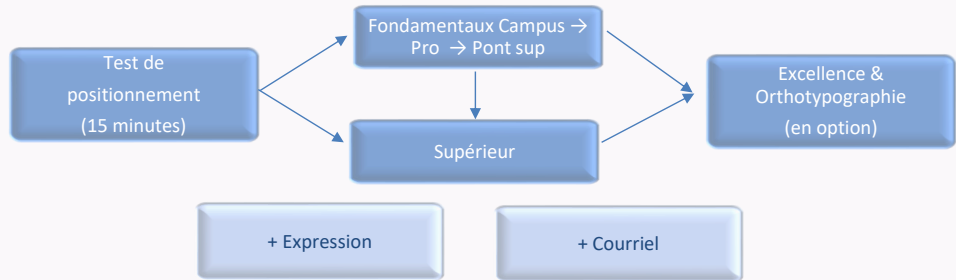 Test de
positionnement
(15 minutes)
Fondamentaux Campus →
Pro → Pont sup
Supérieur
Excellence &
Orthotypographie
(en option)
+ Expression
+ Courriel